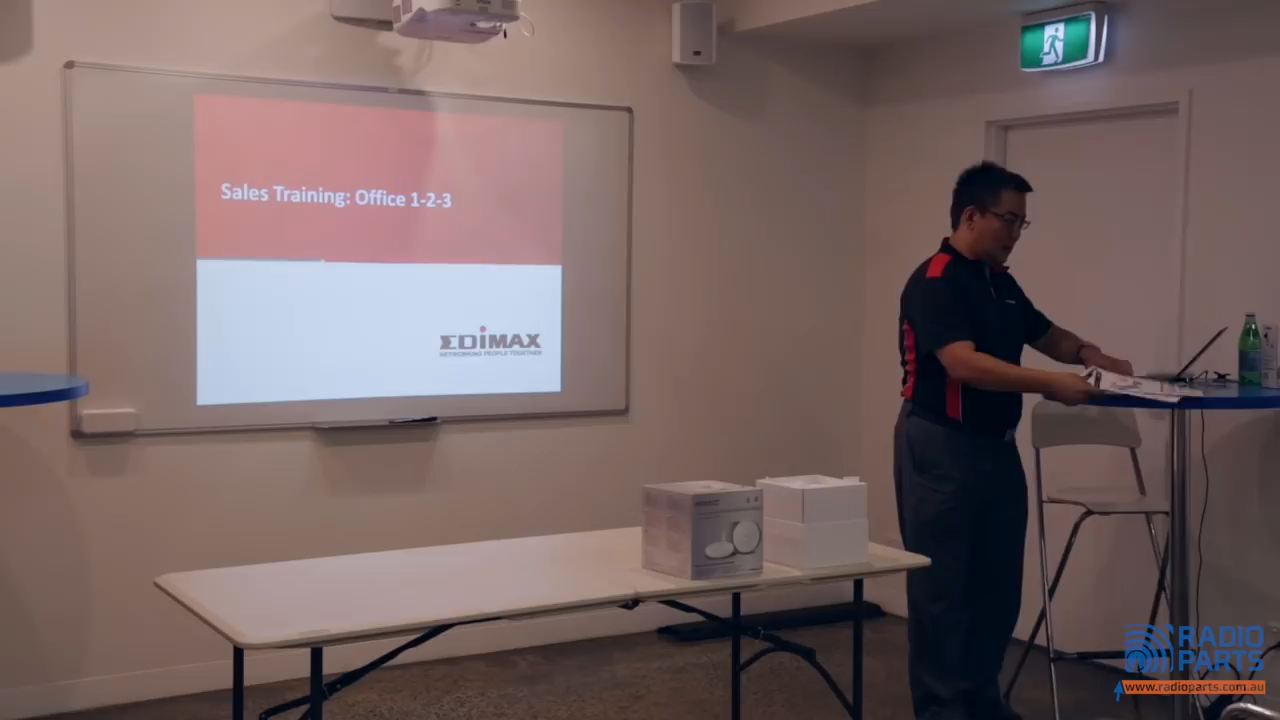 Sales Training: Office 1-2-3
EDiMAX
NETWORKING PEOPLE TOGETHER
RADIO
PARTS
www.radioparts.com.au